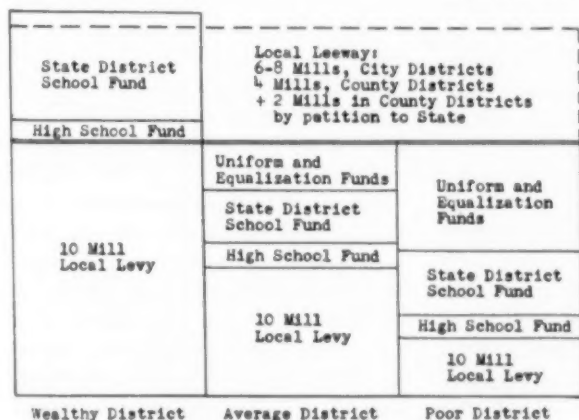 State District
School Fund
High School Fund
10 Mill
Local Levy
Local Leeway:
6-8 Mills, City Districts
4 Mills, County Districts
+ 2 Mills in County Districts
by petition to State
Uniform and
Equalization Funds
State District
School Fund
High School Fund
10 Mill
Local Levy
Uniform and
Equalization
Funds
State District
School Fund
High School Fund
10 Mill
Local Levy
Wealthy District
Average District
Poor District